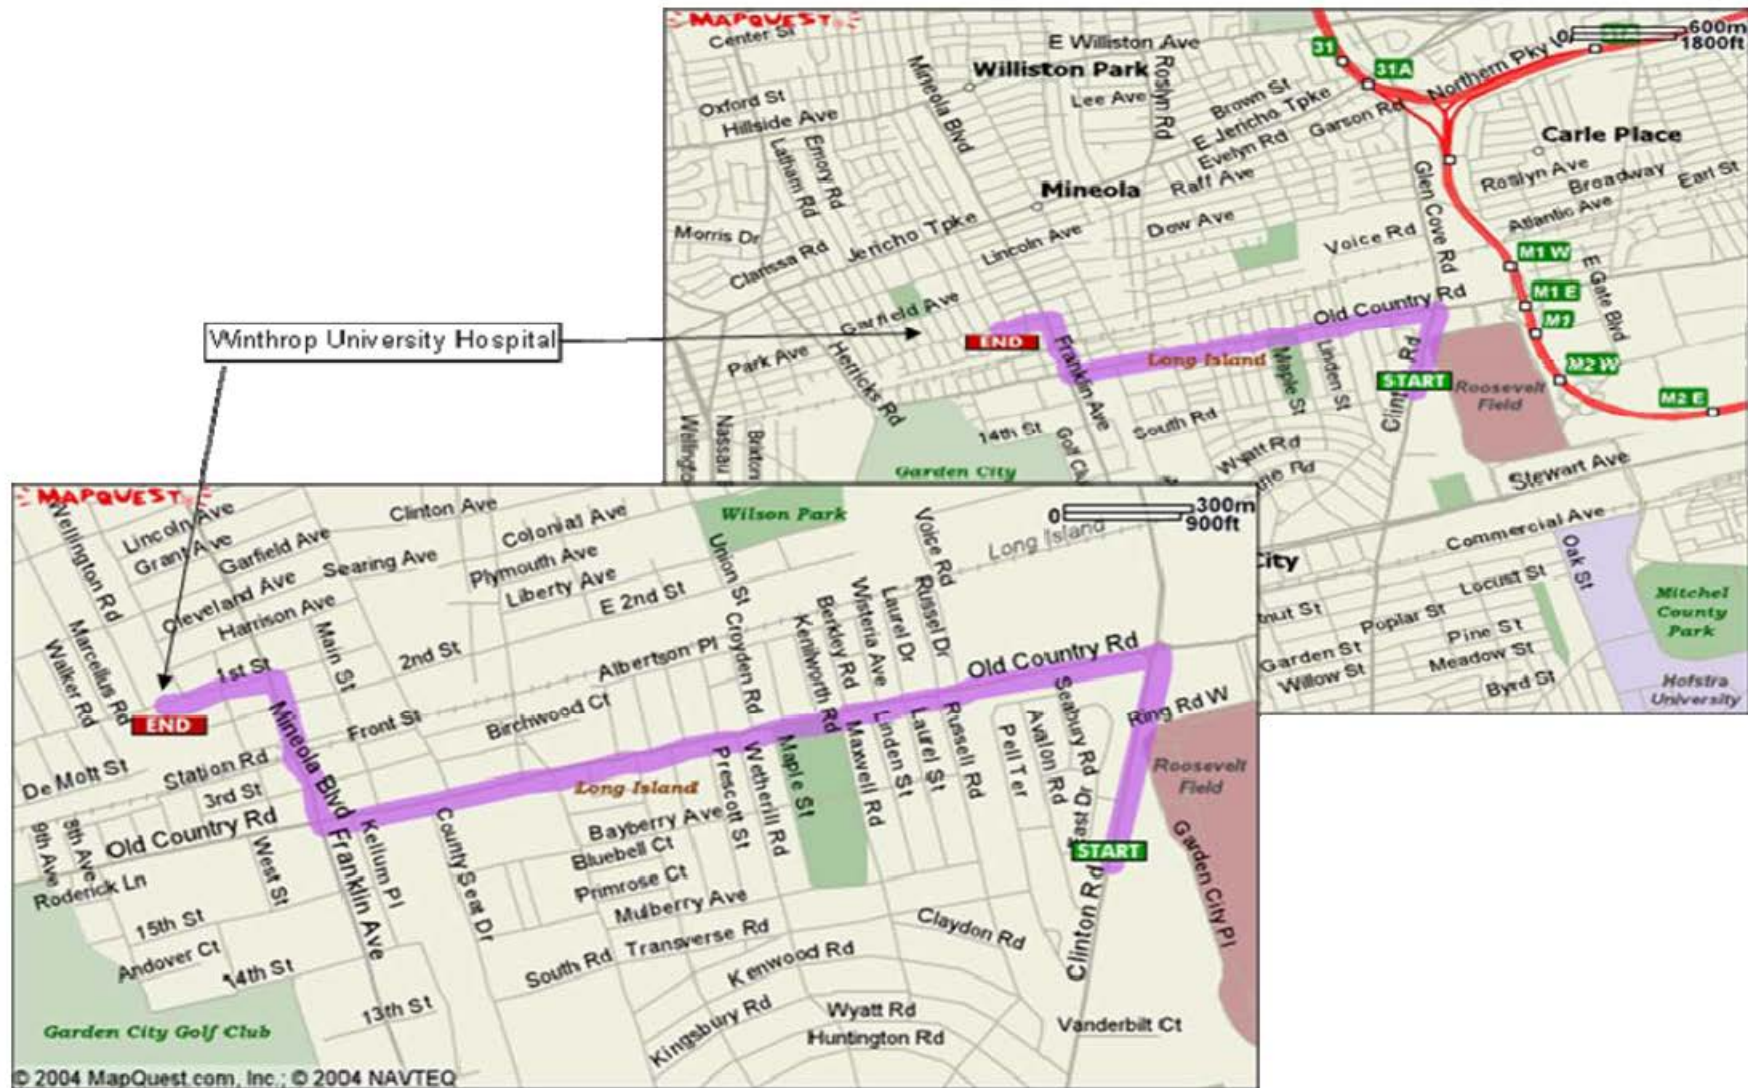 MAPQUEST
Center St
E Williston Ave
600m
0
1800ft
31
31A
Northern Pky
Williston Park
Mineola Blvd
Roslyn Rd
Lee Ave
Brown St
E Jericho Tpke
Garson Rd
Oxford St
Hillside Ave
Evelyn Rd
Carle Place
Latham Rd
Emory Rd
Mineola
Raff Ave
Roslyn Ave
Broadway
Earl St
Glen Cove Rd
Atlantic Ave
Morris Dr
Jericho Tpke
Lincoln Ave
Dow Ave
Voice Rd
Clarissa Rd
M1 W
E Gate Blvd
M1 E
M1
Garfield Ave
Old Country Rd
Winthrop University Hospital
END
Park Ave
Herricks Rd
Franklin Ave
Long Island
Maple St
Linden St
START
Roosevelt
Field
M2 W
M2 E
14th St
South Rd
Wyatt Rd
Nassau
Brixton
Garden City
Stewart Ave
Commercial Ave
City
Oak St
Locust St
Poplar St
Pine St
Garden St
Meadow St
Willow St
Byrd St
Mitchel
County
Park
Hofstra
University
MAPQUEST
300m
0
900ft
Wellington Rd
Lincoln Ave
Grant Ave
Garfield Ave
Clinton Ave
Colonial Ave
Wilson Park
Voice Rd
Long Island
Cleveland Ave
Searing Ave
Plymouth Ave
Liberty Ave
Union St
Harrison Ave
E 2nd St
Marcellus Rd
Walker Rd
Main St
2nd St
1st St
Albertson Pl
Croyden Rd
Kenilworth Rd
Berkley Rd
Wisteria Ave
Laurel Dr
Russel Dr
Old Country Rd
END
Mineola Blvd
Front St
Birchwood Ct
Ring Rd W
Seabury Rd
Avalon Rd
Pell Ter
De Mott St
Station Rd
3rd St
Long Island
Prescott St
Wetherill Rd
Maple St
Maxwell Rd
Linden St
Laurel St
Russell Rd
Roosevelt
Field
9th Ave
8th Ave
Old Country Rd
West St
Franklin Ave
Kellum Pl
County Seat Dr
Bayberry Ave
Bluebell Ct
Primrose Ct
East Dr
START
Garden City Pl
Roderick Ln
Mulberry Ave
15th St
Andover Ct
14th St
South Rd
Transverse Rd
Claydon Rd
Clinton Rd
Kenwood Rd
13th St
Kingsbury Rd
Wyatt Rd
Huntington Rd
Vanderbilt Ct
Garden City Golf Club
© 2004 MapQuest.com, Inc.; © 2004 NAVTEQ